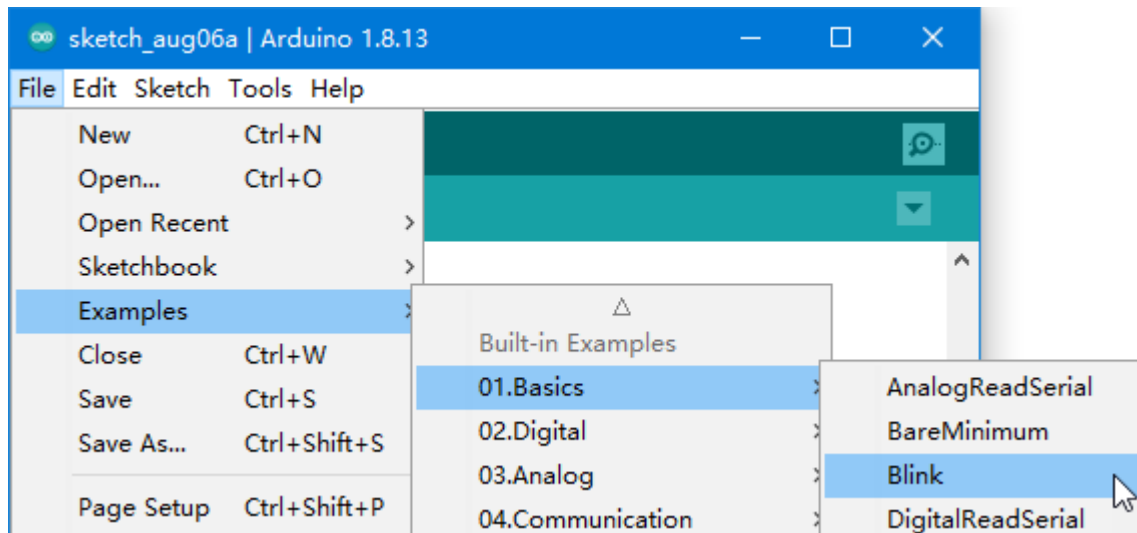 sketch_aug06a | Arduino 1.8.13
File Edit Sketch Tools Help
New Ctrl+N
Open... Ctrl+O
Open Recent
Sketchbook
Examples
Close Ctrl+W
Save Ctrl+S
Save As... Ctrl+Shift+S
Page Setup Ctrl+Shift+P
Built-in Examples
01.Basics
02.Digital
03.Analog
04.Communication
AnalogReadSerial
BareMinimum
Blink
DigitalReadSerial